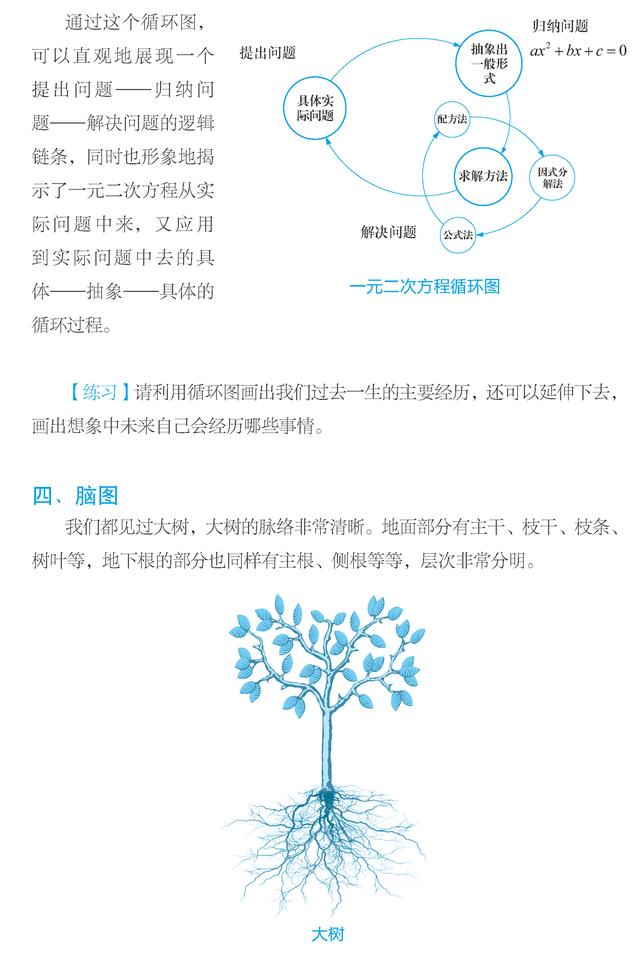 通过这个循环图，
可以直观地展现一个
提出问题——归纳问
题——解决问题的逻辑
链条，同时也形象地揭
示了一元二次方程从实
际问题中来，又应用
到实际问题中去的具
体——抽象——具体的
循环过程。
提出问题
归纳问题
ax² + bx + c = 0
抽象出
一般形
式
具体实
际问题
配方法
求解方法
因式分
解法
公式法
解决问题
一元二次方程循环图
【练习】请利用循环图画出我们过去一生的主要经历，还可以延伸下去，
画出想象中未来自己会经历哪些事情。
四、脑图
我们都见过大树，大树的脉络非常清晰。地面部分有主干、枝干、枝条、
树叶等，地下根的部分也同样有主根、侧根等等，层次非常分明。
大树